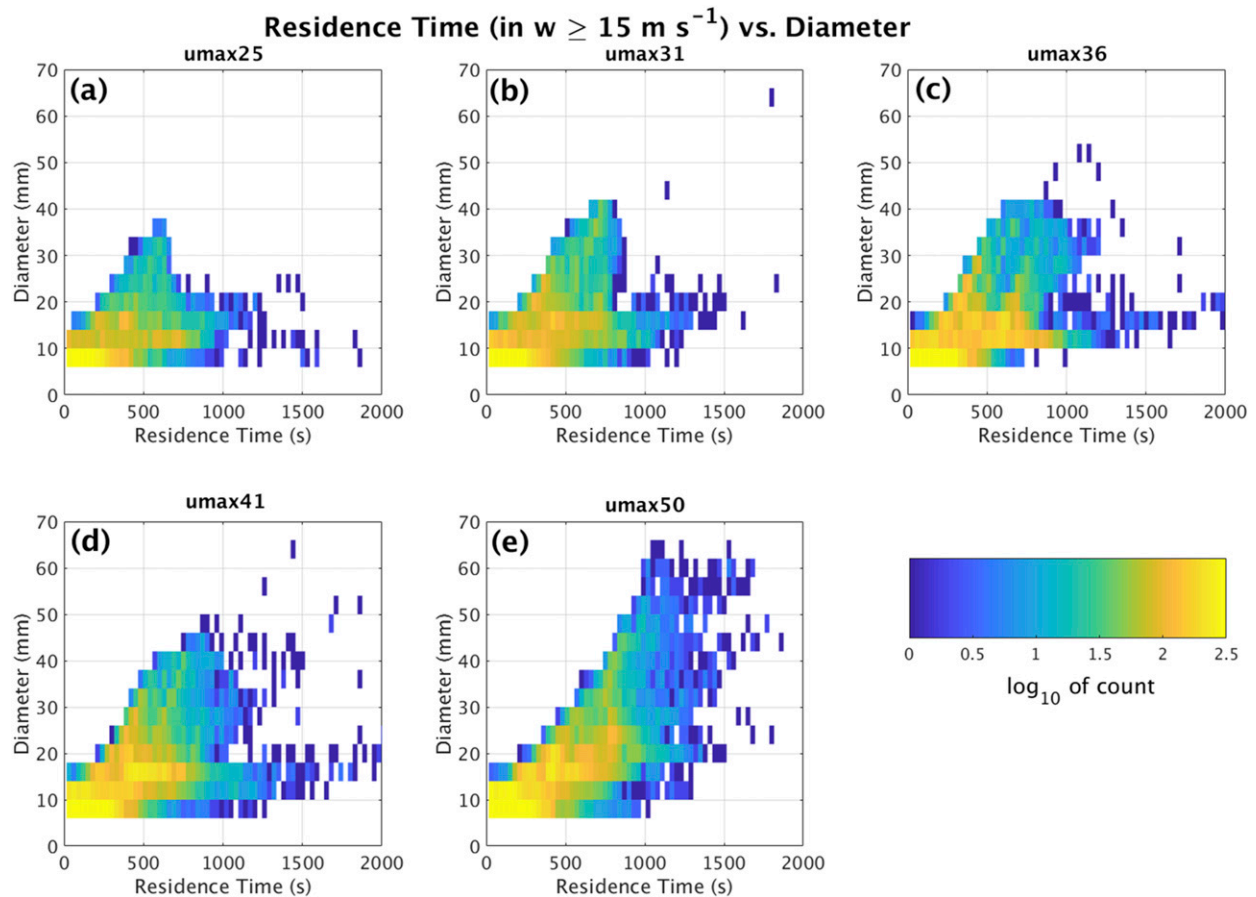 Residence Time (in w ≥ 15 m s⁻¹) vs. Diameter
umax25
(a)
70
60
50
40
30
20
10
0
Diameter (mm)
0 500 1000 1500 2000
Residence Time (s)
umax31
(b)
70
60
50
40
30
20
10
0
Diameter (mm)
0 500 1000 1500 2000
Residence Time (s)
umax36
(c)
70
60
50
40
30
20
10
0
Diameter (mm)
0 500 1000 1500 2000
Residence Time (s)
umax41
(d)
70
60
50
40
30
20
10
0
Diameter (mm)
0 500 1000 1500 2000
Residence Time (s)
umax50
(e)
70
60
50
40
30
20
10
0
Diameter (mm)
0 500 1000 1500 2000
Residence Time (s)
0 0.5 1 1.5 2 2.5
log₁₀ of count